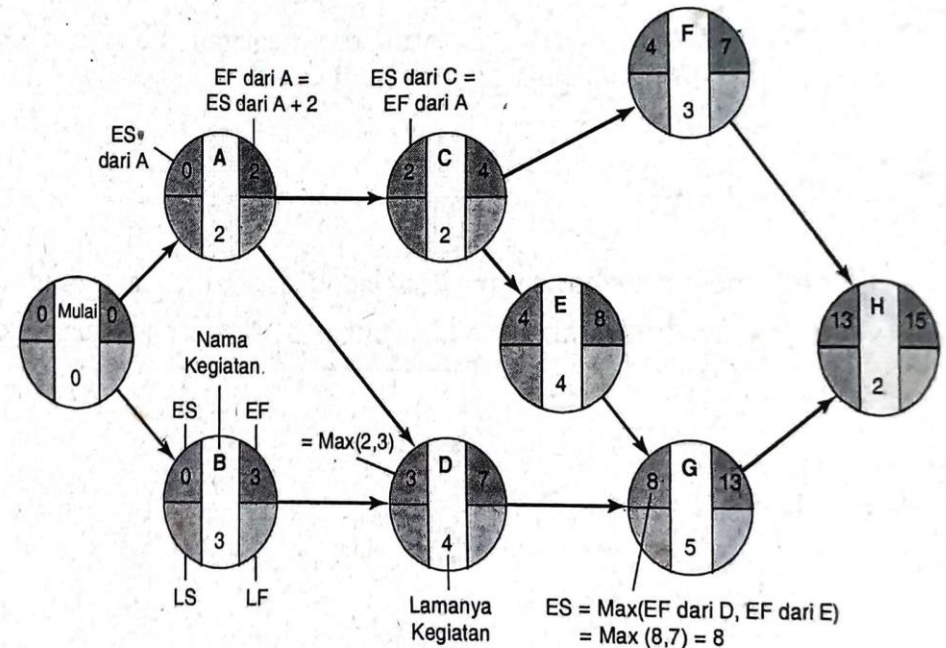 4 F 7
3
EF dari A =
ES dari A + 2
ES dari C =
EF dari A
ES
dari A
0 A 2
2
2 C 4
2
0 Mulai 0
0
4 E 8
4
13 H 15
2
Nama
Kegiatan.
ES EF
0 B 3
3
LS LF
= Max(2,3)
3 D 7
4
Lamanya
Kegiatan
8 G 13
5
ES = Max(EF dari D, EF dari E)
= Max (8,7) = 8